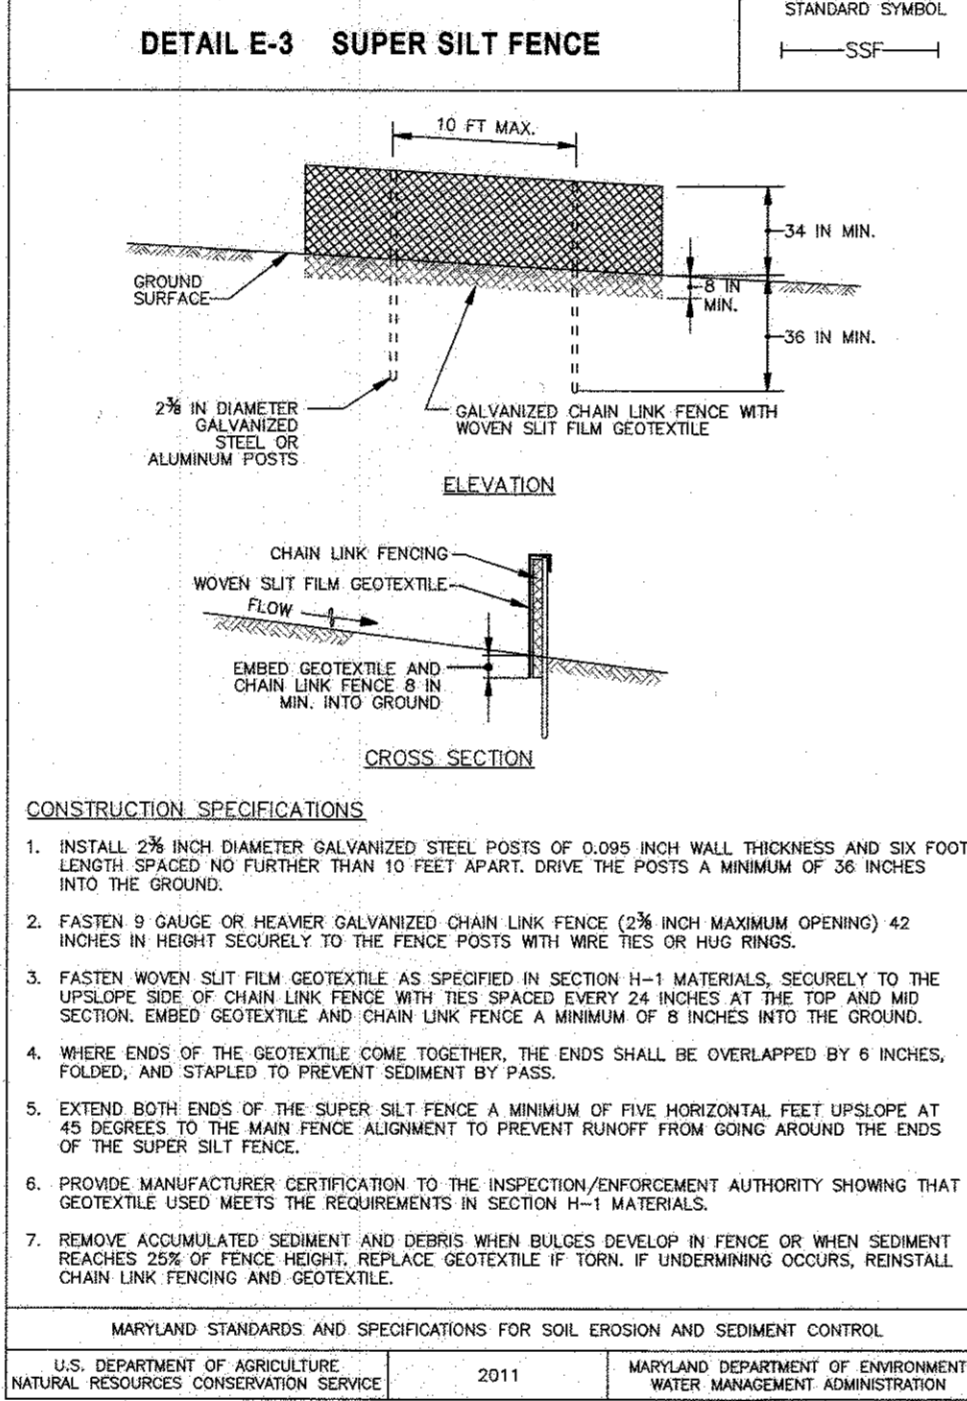 DETAIL E-3 SUPER SILT FENCE
STANDARD SYMBOL
SSF
10 FT MAX.
34 IN MIN.
GROUND
SURFACE
8 IN
MIN.
36 IN MIN.
2⅜ IN DIAMETER
GALVANIZED
STEEL OR
ALUMINUM POSTS
GALVANIZED CHAIN LINK FENCE WITH
WOVEN SLIT FILM GEOTEXTILE
ELEVATION
CHAIN LINK FENCING
WOVEN SLIT FILM GEOTEXTILE
FLOW
EMBED GEOTEXTILE AND
CHAIN LINK FENCE 8 IN
MIN. INTO GROUND
CROSS SECTION
CONSTRUCTION SPECIFICATIONS
1. INSTALL 2⅜ INCH DIAMETER GALVANIZED STEEL POSTS OF 0.095 INCH WALL THICKNESS AND SIX FOOT
LENGTH SPACED NO FURTHER THAN 10 FEET APART. DRIVE THE POSTS A MINIMUM OF 36 INCHES
INTO THE GROUND.
2. FASTEN 9 GAUGE OR HEAVIER GALVANIZED CHAIN LINK FENCE (2⅜ INCH MAXIMUM OPENING) 42
INCHES IN HEIGHT SECURELY TO THE FENCE POSTS WITH WIRE TIES OR HUG RINGS.
3. FASTEN WOVEN SLIT FILM GEOTEXTILE AS SPECIFIED IN SECTION H-1 MATERIALS, SECURELY TO THE
UPSLOPE SIDE OF CHAIN LINK FENCE WITH TIES SPACED EVERY 24 INCHES AT THE TOP AND MID
SECTION. EMBED GEOTEXTILE AND CHAIN LINK FENCE A MINIMUM OF 8 INCHES INTO THE GROUND.
4. WHERE ENDS OF THE GEOTEXTILE COME TOGETHER, THE ENDS SHALL BE OVERLAPPED BY 6 INCHES,
FOLDED, AND STAPLED TO PREVENT SEDIMENT BY PASS.
5. EXTEND BOTH ENDS OF THE SUPER SILT FENCE A MINIMUM OF FIVE HORIZONTAL FEET UPSLOPE AT
45 DEGREES TO THE MAIN FENCE ALIGNMENT TO PREVENT RUNOFF FROM GOING AROUND THE ENDS
OF THE SUPER SILT FENCE.
6. PROVIDE MANUFACTURER CERTIFICATION TO THE INSPECTION/ENFORCEMENT AUTHORITY SHOWING THAT
GEOTEXTILE USED MEETS THE REQUIREMENTS IN SECTION H-1 MATERIALS.
7. REMOVE ACCUMULATED SEDIMENT AND DEBRIS WHEN BULGES DEVELOP IN FENCE OR WHEN SEDIMENT
REACHES 25% OF FENCE HEIGHT. REPLACE GEOTEXTILE IF TORN. IF UNDERMINING OCCURS, REINSTALL
CHAIN LINK FENCING AND GEOTEXTILE.
MARYLAND STANDARDS AND SPECIFICATIONS FOR SOIL EROSION AND SEDIMENT CONTROL
U.S. DEPARTMENT OF AGRICULTURE
NATURAL RESOURCES CONSERVATION SERVICE
2011
MARYLAND DEPARTMENT OF ENVIRONMENT
WATER MANAGEMENT ADMINISTRATION